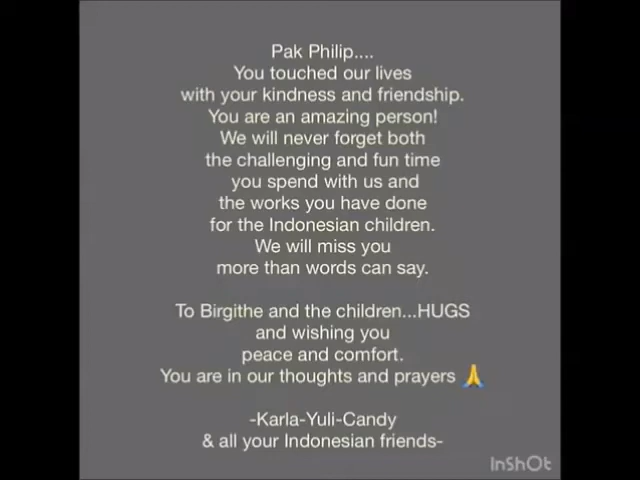 Pak Philip....
You touched our lives
with your kindness and friendship.
You are an amazing person!
We will never forget both
the challenging and fun time
you spend with us and
the works you have done
for the Indonesian children.
We will miss you
more than words can say.
To Birgithe and the children...HUGS
and wishing you
peace and comfort.
You are in our thoughts and prayers 🙏
-Karla-Yuli-Candy
& all your Indonesian friends-
InShOt